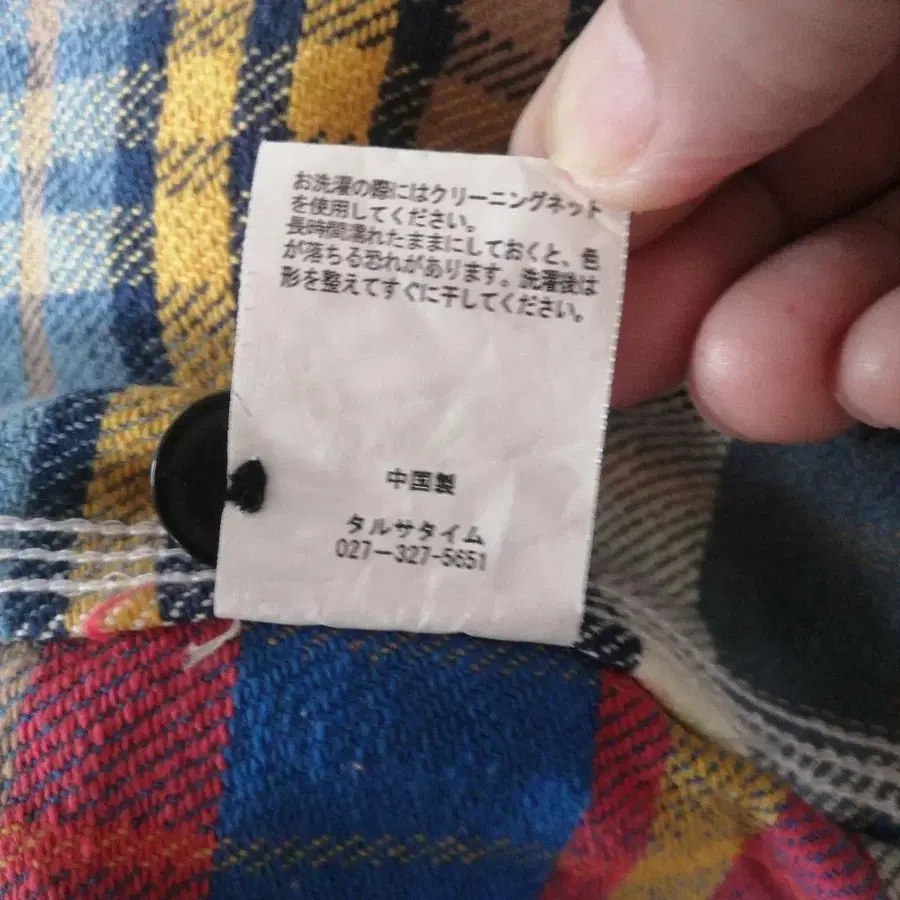 お洗濯の際にはクリーニングネット
を使用してください。
長時間濡れたままにしておくと、色
が落ちる恐れがあります。洗濯後は
形を整えてすぐに干してください。
中国製
タルサタイム
027-327-5651